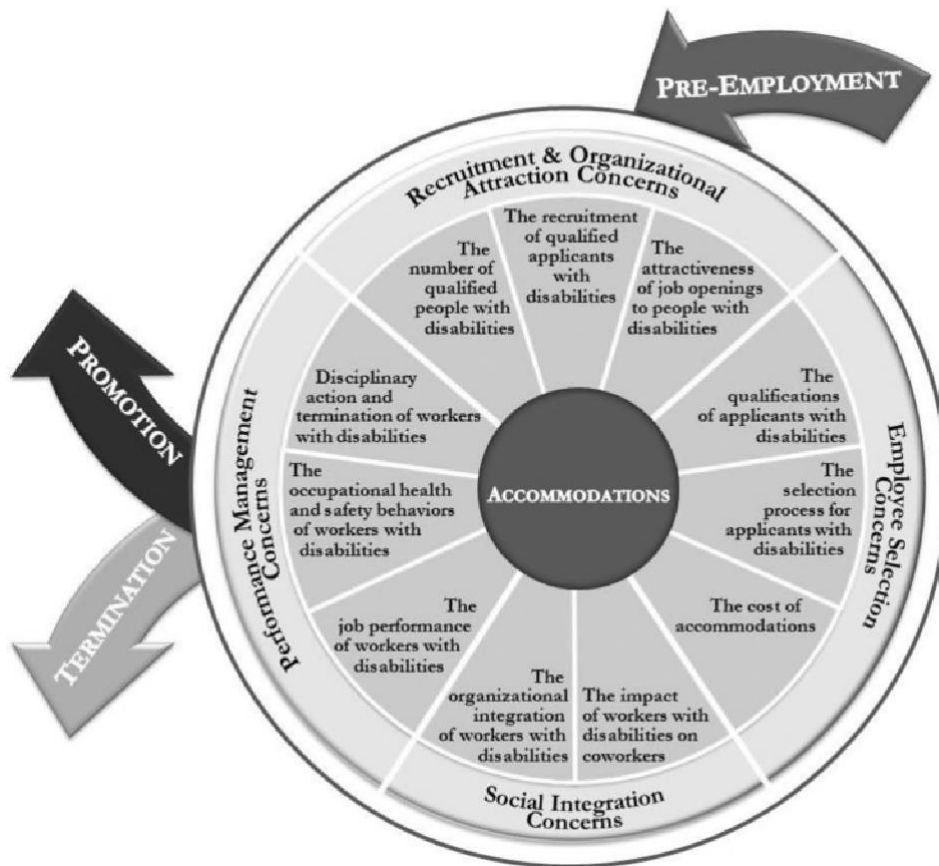 PRE-EMPLOYMENT
Recruitment & Organizational
Attraction Concerns
The
number of
qualified
people with
disabilities
The recruitment
of qualified
applicants
with
disabilities
The
attractiveness
of job openings
to people with
disabilities
Employee Selection
Concerns
The
qualifications
of applicants with
disabilities
The
selection
process for
applicants with
disabilities
The cost of
accommodations
Social Integration
Concerns
The impact
of workers with
disabilities on
coworkers
The
organizational
integration
of workers with
disabilities
Performance Management
Concerns
The
job performance
of workers with
disabilities
The
occupational health
and safety behaviors
of workers with
disabilities
Disciplinary
action and
termination of workers
with disabilities
ACCOMMODATIONS
PROMOTION
TERMINATION